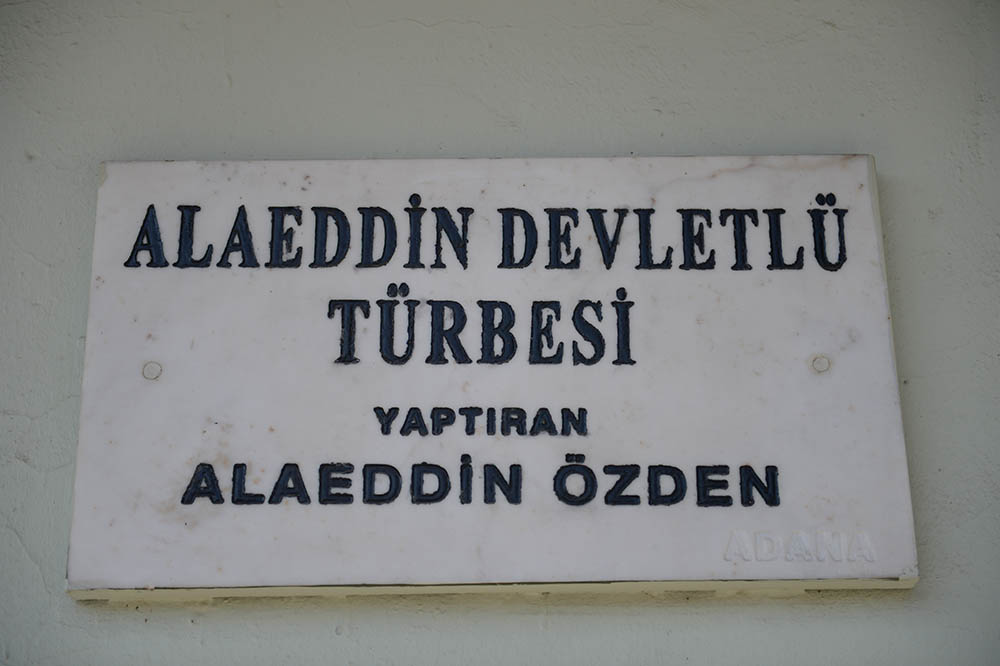 ALAEDDİN DEVLETLÜ
TÜRBESİ
YAPTIRAN
ALAEDDİN ÖZDEN
ADANA